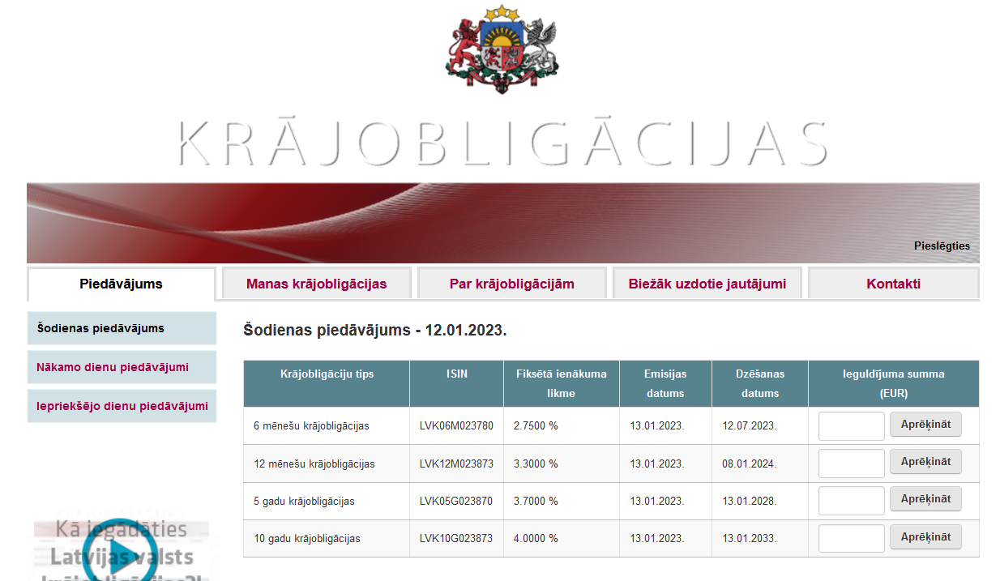 KRĀJOBLIGĀCIJAS
Pieslēgties
Piedāvājums
Manas krājobligācijas
Par krājobligācijām
Biežāk uzdotie jautājumi
Kontakti
Šodienas piedāvājums
Nākamo dienu piedāvājumi
Iepriekšējo dienu piedāvājumi
Šodienas piedāvājums - 12.01.2023.
Krājobligāciju tips ISIN Fiksētā ienākuma likme Emisijas datums Dzēšanas datums Ieguldījuma summa (EUR)
6 mēnešu krājobligācijas LVK06M023780 2.7500 % 13.01.2023. 12.07.2023. Aprēķināt
12 mēnešu krājobligācijas LVK12M023873 3.3000 % 13.01.2023. 08.01.2024. Aprēķināt
5 gadu krājobligācijas LVK05G023870 3.7000 % 13.01.2023. 13.01.2028. Aprēķināt
10 gadu krājobligācijas LVK10G023873 4.0000 % 13.01.2023. 13.01.2033. Aprēķināt
Kā iegādāties
Latvijas valsts